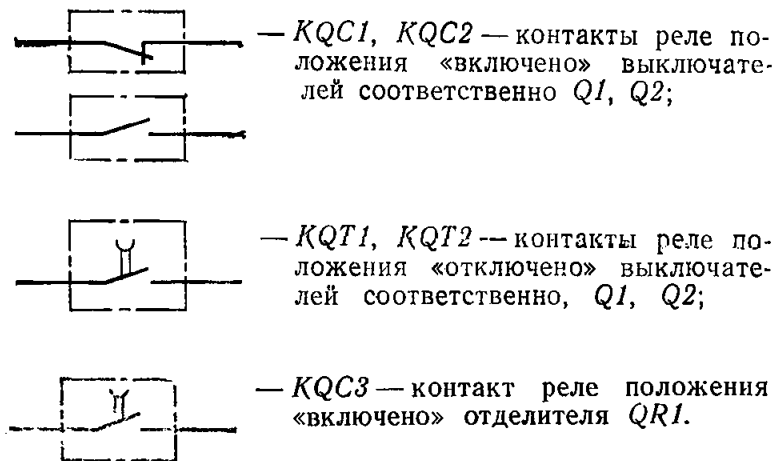 — KQC1, KQC2 — контакты реле по-
ложения «включено» выключате-
лей соответственно Q1, Q2;
— KQT1, KQT2 — контакты реле по-
ложения «отключено» выключате-
лей соответственно, Q1, Q2;
— KQC3 — контакт реле положения
«включено» отделителя QR1.